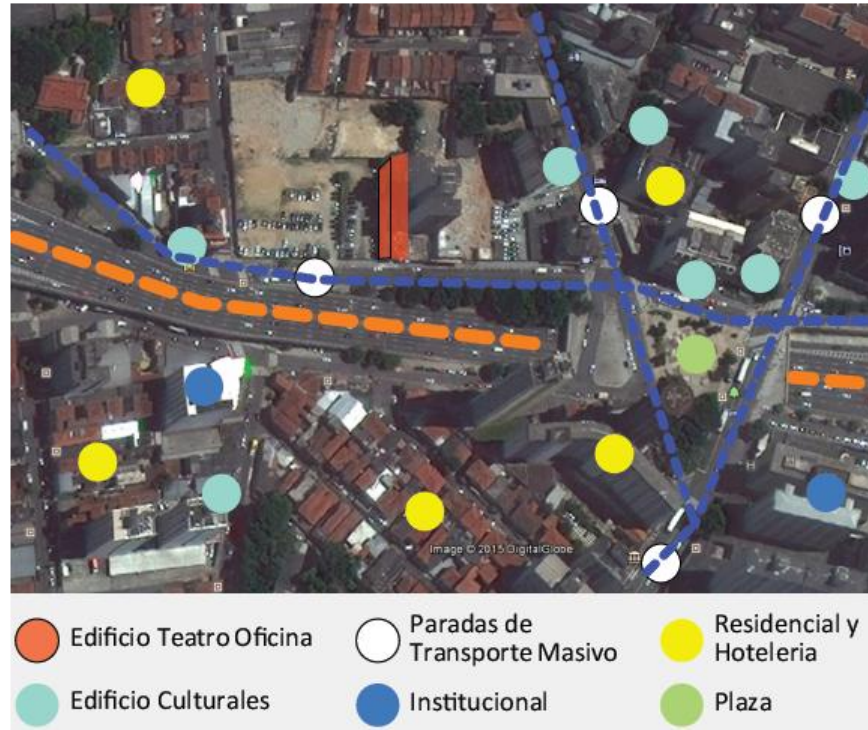 Image © 2015 DigitalGlobe
Edificio Teatro Oficina
Paradas de
Transporte Masivo
Residencial y
Hoteleria
Edificio Culturales
Institucional
Plaza